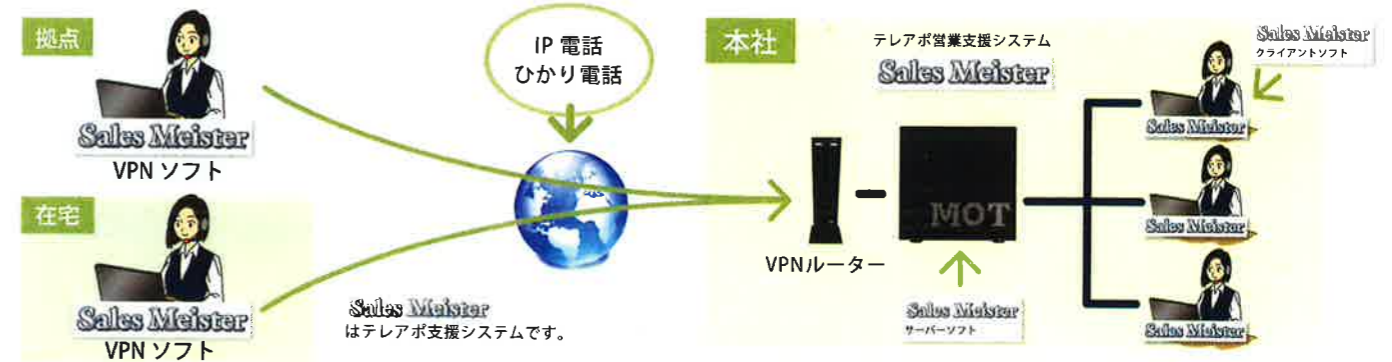 拠点
Sales Meister
VPN ソフト
在宅
Sales Meister
VPN ソフト
IP 電話
ひかり電話
Sales Meister
はテレアポ支援システムです。
本社
テレアポ営業支援システム
Sales Meister
VPNルーター
MOT
Sales Meister
サーバーソフト
Sales Meister
クライアントソフト
Sales Meister
Sales Meister
Sales Meister